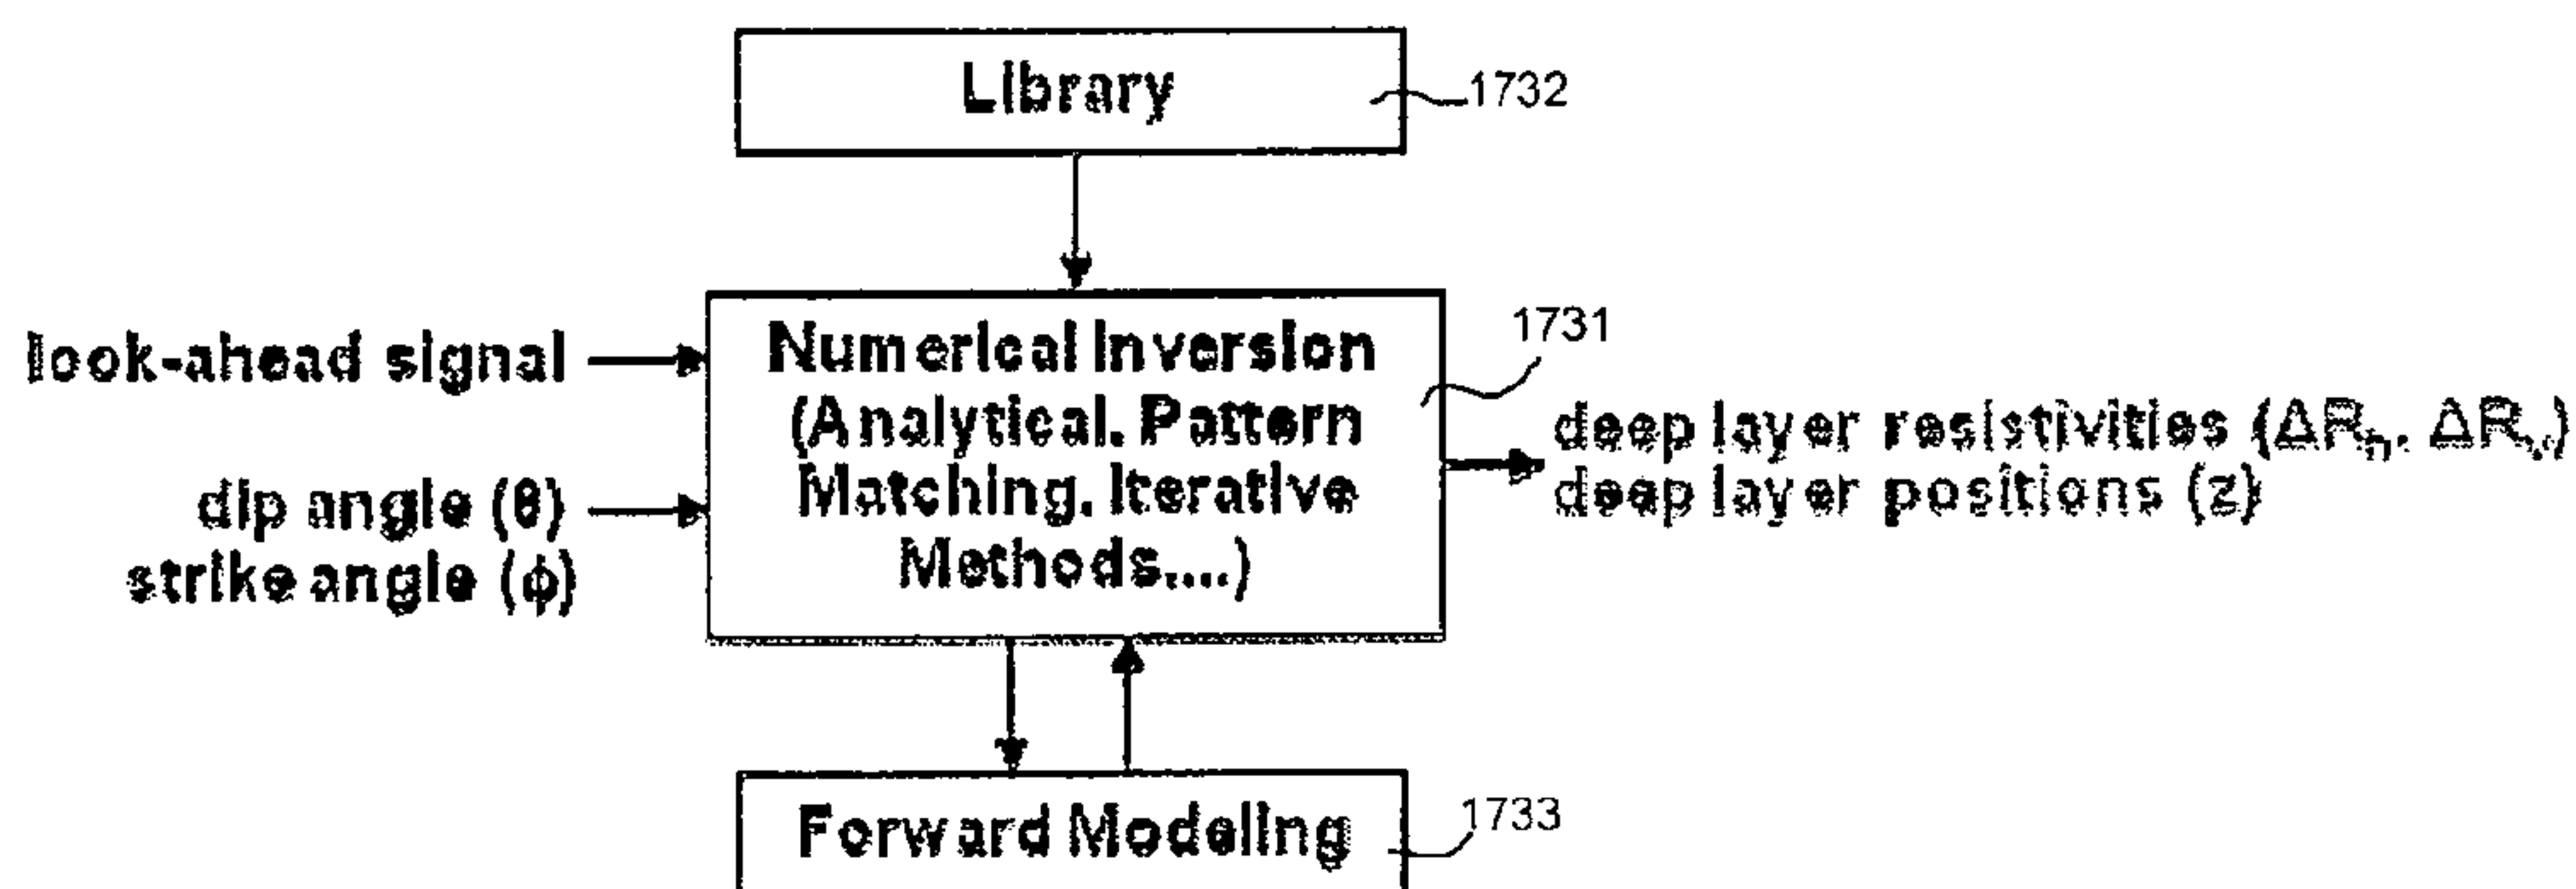 Library
1732
look-ahead signal
dip angle (θ)
strike angle (ϕ)
Numerical Inversion
(Analytical. Pattern
Matching. Iterative
Methods....)
1731
deep layer resistivities (ΔRₕ. ΔRᵥ)
deep layer positions (z)
Forward Modeling
1733